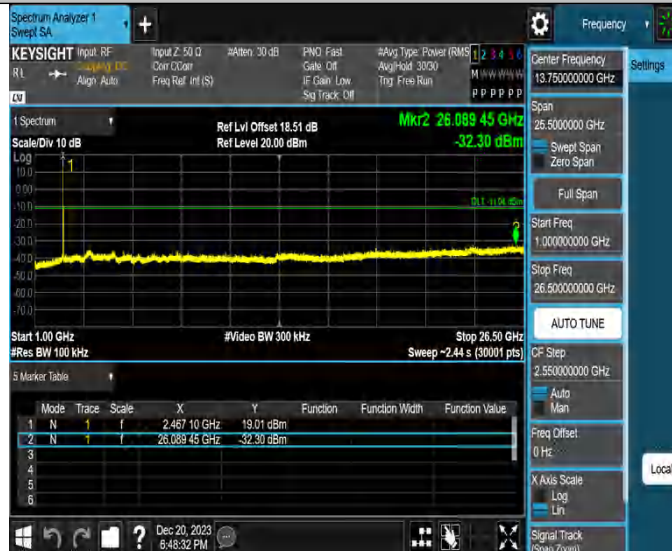 Spectrum Analyzer 1
Swept SA
+
Frequency
KEYSIGHT
RL
LXI
Input: RF
Coupling: DC
Align: Auto
Input Z: 50 Ω
Corr CCorr
Freq Ref: Int (S)
#Atten: 30 dB
PNO: Fast
Gate: Off
IF Gain: Low
Sig Track: Off
#Avg Type: Power (RMS)
Avg|Hold: 30/30
Trig: Free Run
1 2 3 4 5 6
M W W W W W
P P P P P P
1 Spectrum
Scale/Div 10 dB
Ref Lvl Offset 18.51 dB
Ref Level 20.00 dBm
Mkr2 26.089 45 GHz
-32.30 dBm
Log
10.0
0.00
-10.0
-20.0
-30.0
-40.0
-50.0
-60.0
-70.0
1
2
Start 1.00 GHz
#Res BW 100 kHz
#Video BW 300 kHz
Stop 26.50 GHz
Sweep ~2.44 s (30001 pts)
5 Marker Table
Mode Trace Scale X Y Function Function Width Function Value
1 N 1 f 2.467 10 GHz 19.01 dBm
2 N 1 f 26.089 45 GHz -32.30 dBm
3
4
5
6
?
Dec 20, 2023
6:48:32 PM
Center Frequency
13.750000000 GHz
Settings
Span
25.5000000 GHz
Swept Span
Zero Span
Full Span
Start Freq
1.000000000 GHz
Stop Freq
26.500000000 GHz
AUTO TUNE
CF Step
2.550000000 GHz
Auto
Man
Freq Offset
0 Hz
X Axis Scale
Log
Lin
Local
Signal Track
(Span Zoom)